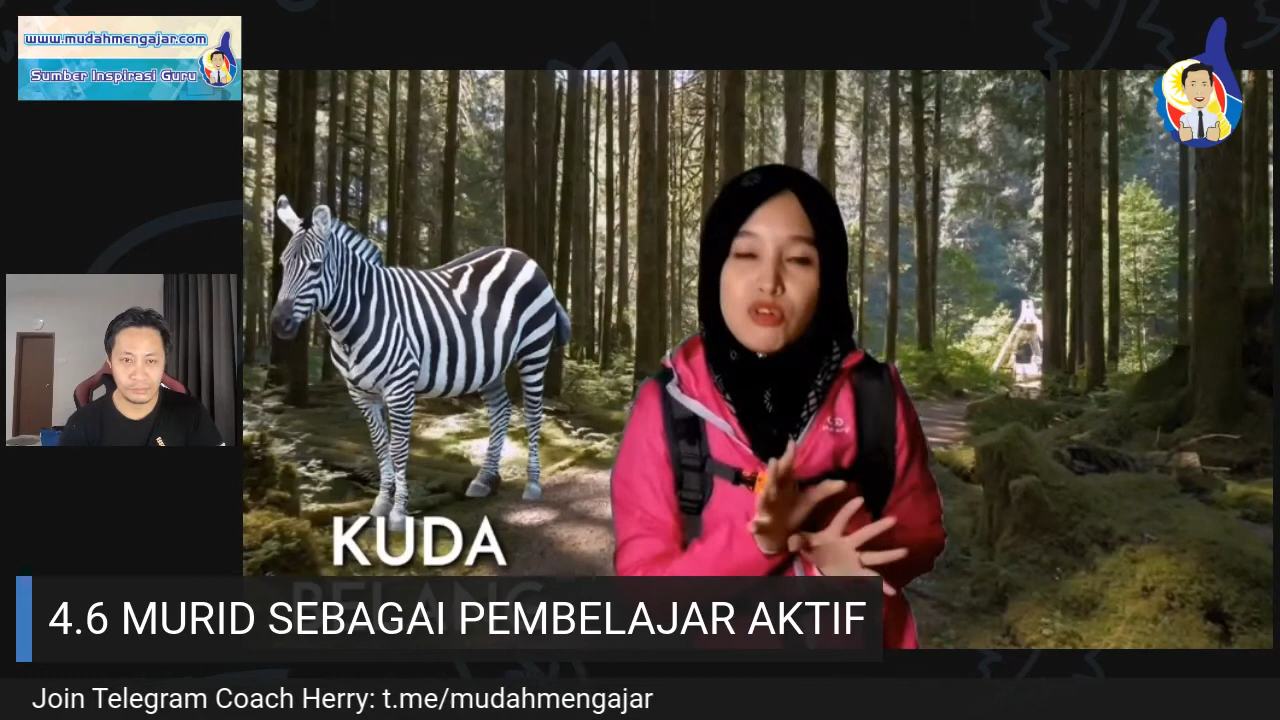 www.mudahmengajar.com
Sumber Inspirasi Guru
KUDA
BELANG
4.6 MURID SEBAGAI PEMBELAJAR AKTIF
Join Telegram Coach Herry: t.me/mudahmengajar